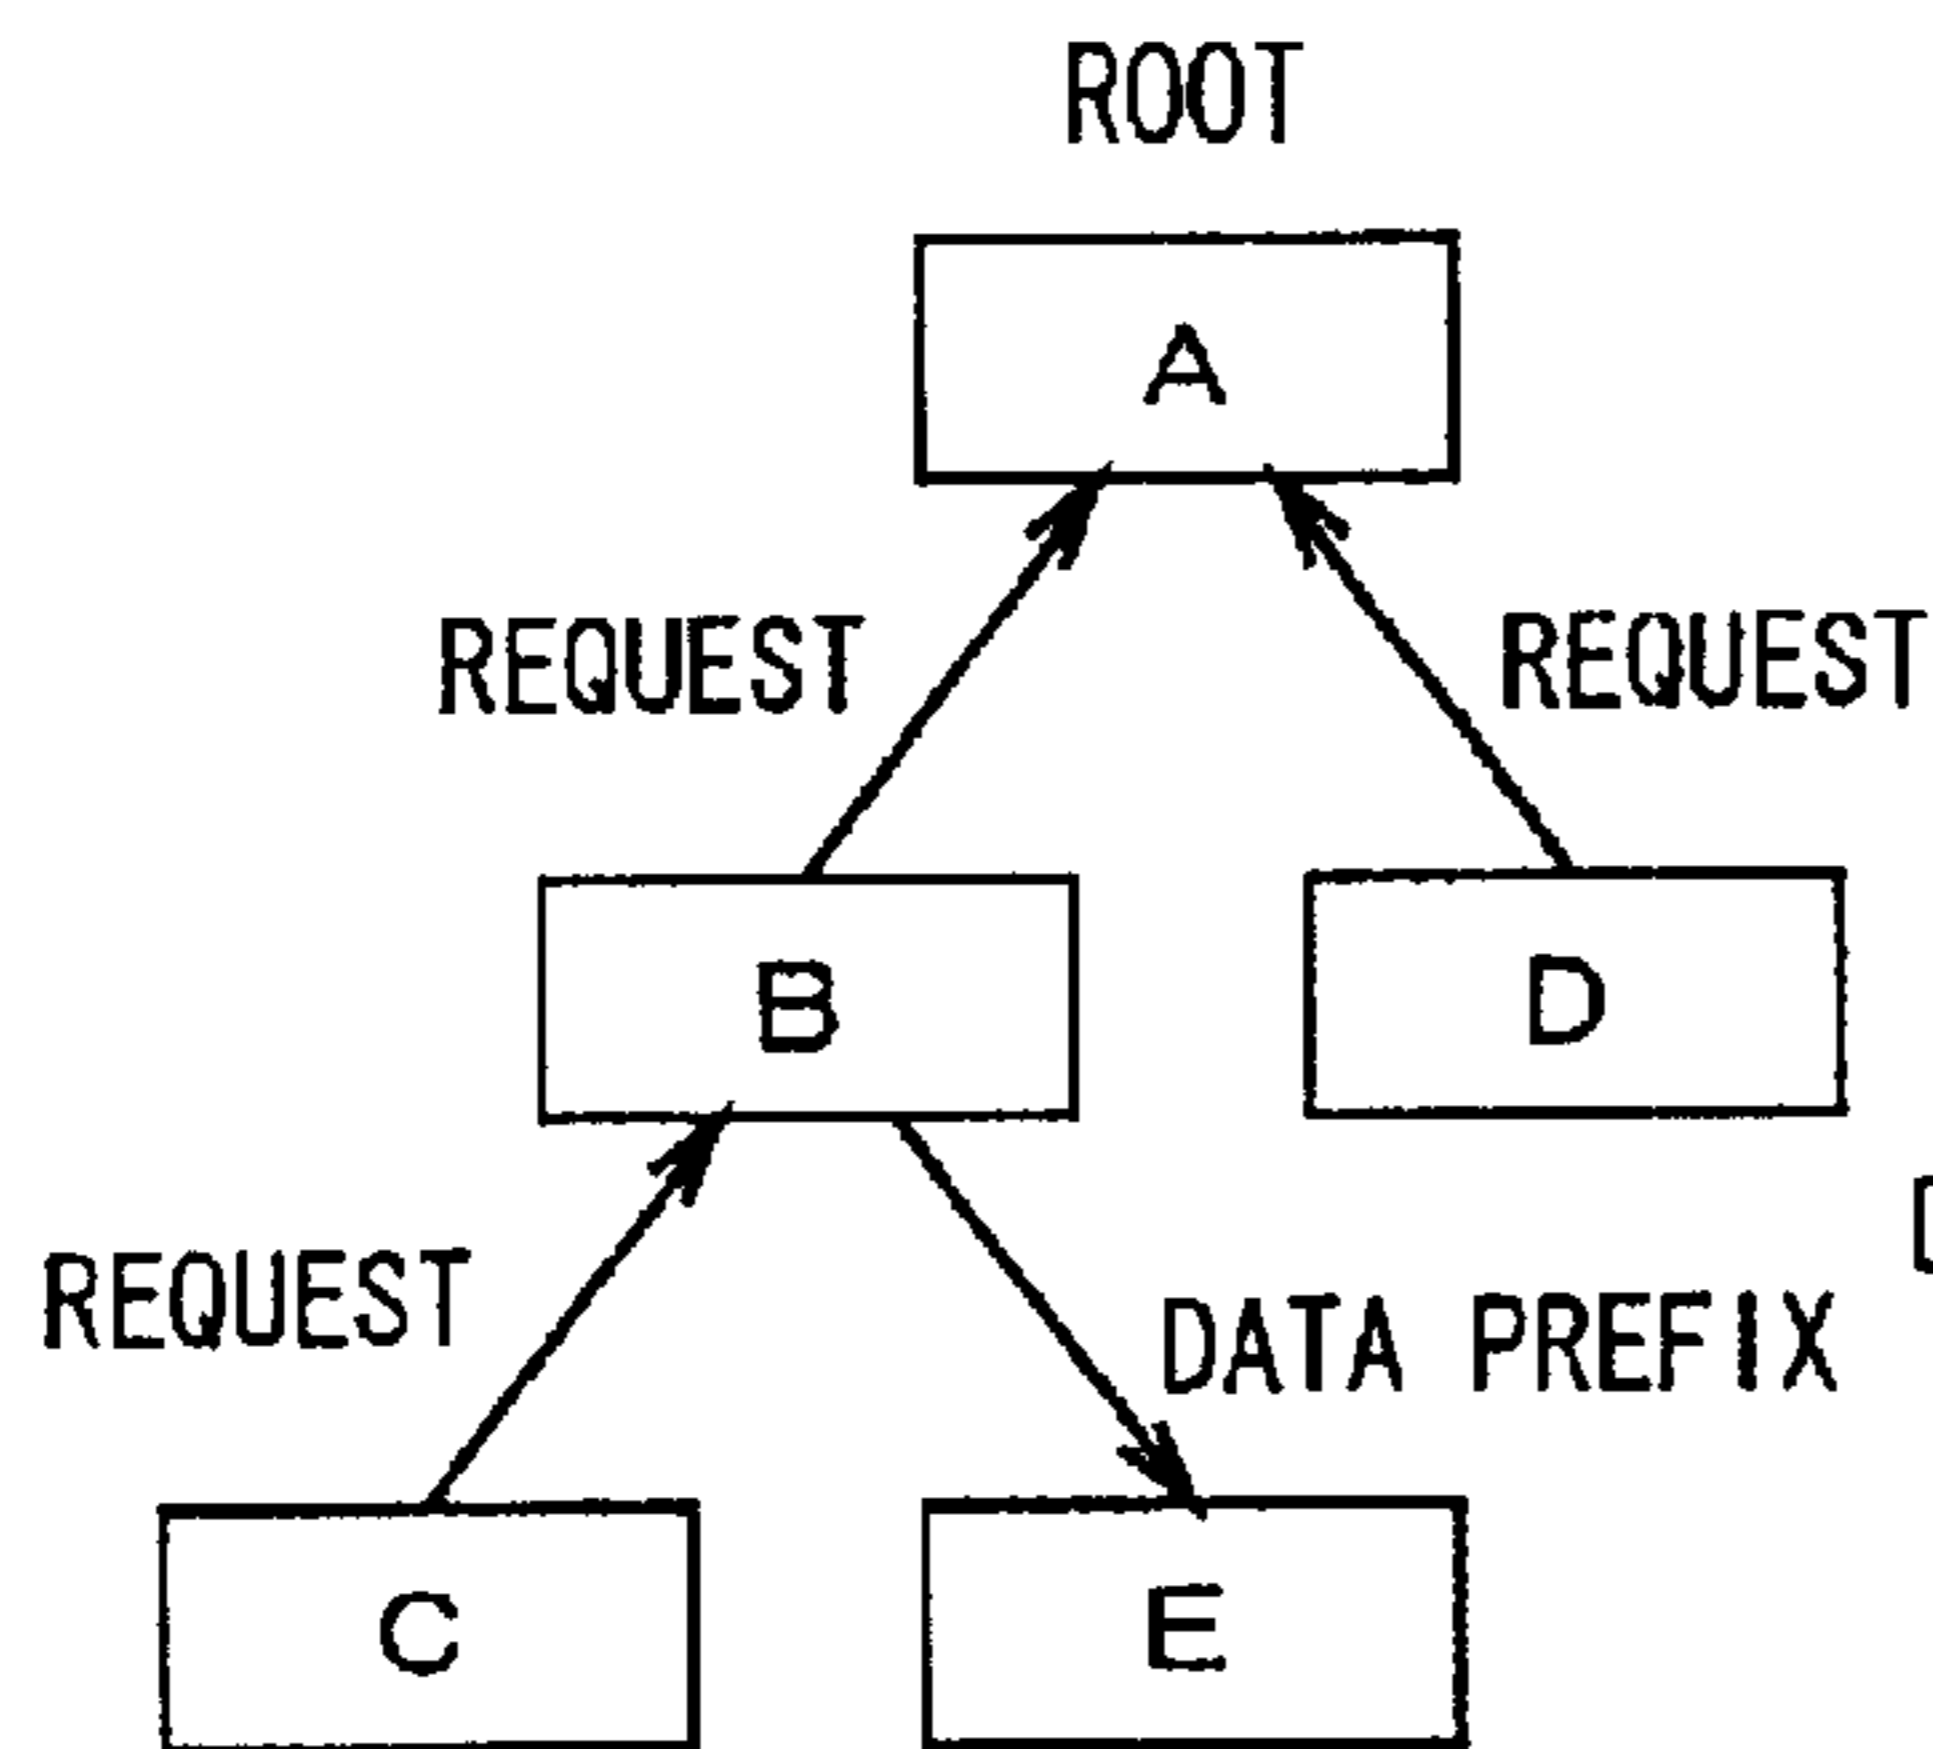 ROOT
A
REQUEST
REQUEST
B
D
REQUEST
DATA PREFIX
C
E